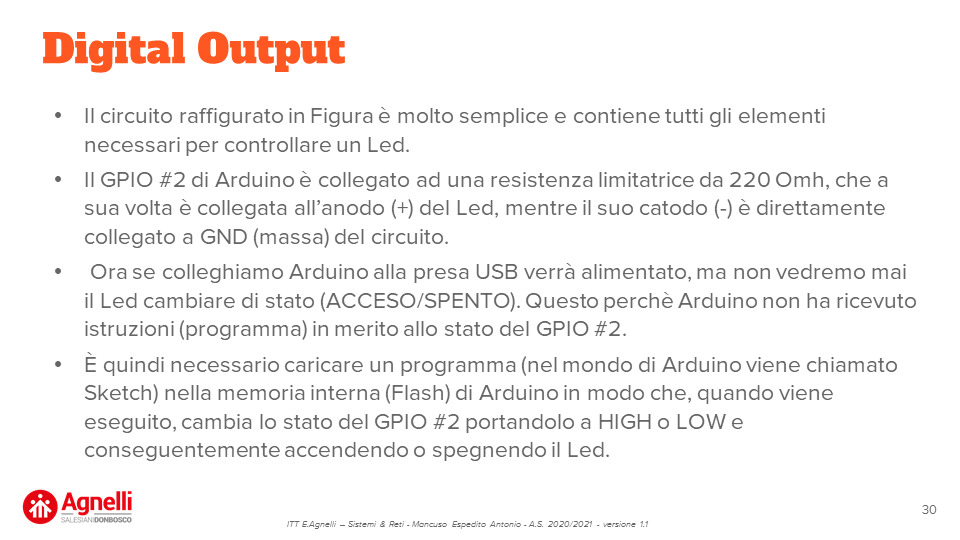 Digital Output
• Il circuito raffigurato in Figura è molto semplice e contiene tutti gli elementi
necessari per controllare un Led.
• Il GPIO #2 di Arduino è collegato ad una resistenza limitatrice da 220 Omh, che a
sua volta è collegata all'anodo (+) del Led, mentre il suo catodo (-) è direttamente
collegato a GND (massa) del circuito.
• Ora se colleghiamo Arduino alla presa USB verrà alimentato, ma non vedremo mai
il Led cambiare di stato (ACCESO/SPENTO). Questo perchè Arduino non ha ricevuto
istruzioni (programma) in merito allo stato del GPIO #2.
• È quindi necessario caricare un programma (nel mondo di Arduino viene chiamato
Sketch) nella memoria interna (Flash) di Arduino in modo che, quando viene
eseguito, cambia lo stato del GPIO #2 portandolo a HIGH o LOW e
conseguentemente accendendo o spegnendo il Led.
Agnelli
SALESIANI DONBOSCO
ITT E.Agnelli – Sistemi & Reti - Mancuso Espedito Antonio - A.S. 2020/2021 - versione 1.1
30